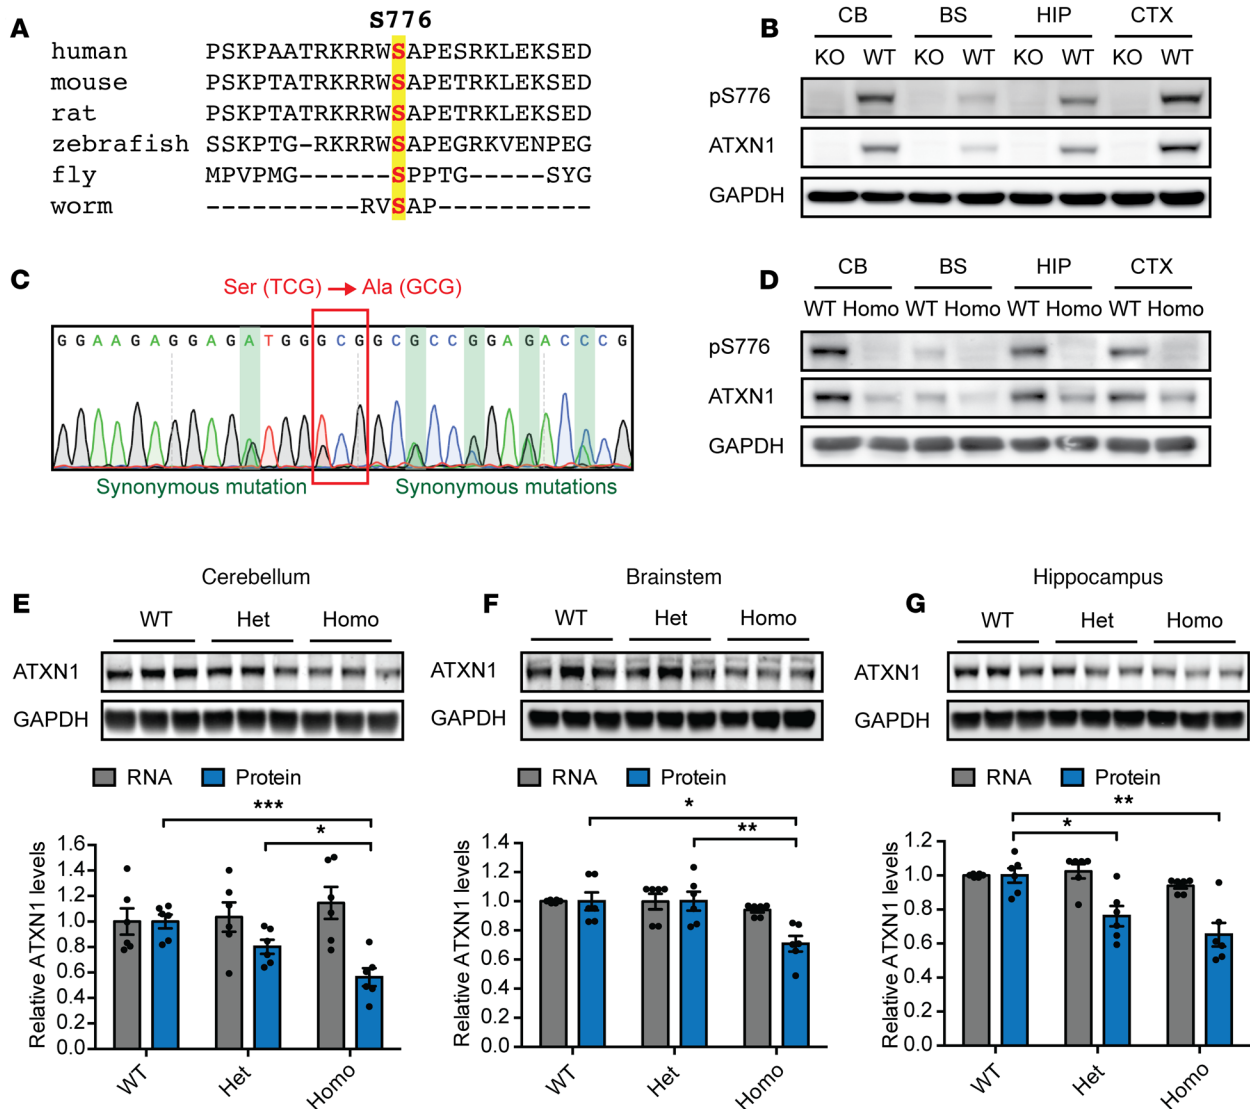 A
S776
human PSKPAATRKRRWSAPESRKLEKSED
mouse PSKPTATRKRRWSAPETRKLEKSED
rat PSKPTATRKRRWSAPETRKLEKSED
zebrafish SSKPTG-RKRRWSAPEGRKVENPEG
fly MPVPMG------SPPTG-----SYG
worm ----------RVSAP----------
B
CB BS HIP CTX
KO WT KO WT KO WT KO WT
pS776
ATXN1
GAPDH
C
Ser (TCG) → Ala (GCG)
G G A A G A G G A G A T G G G C G G C G C C G G A G A C C C G
Synonymous mutation Synonymous mutations
D
CB BS HIP CTX
WT Homo WT Homo WT Homo WT Homo
pS776
ATXN1
GAPDH
E
Cerebellum
WT Het Homo
ATXN1
GAPDH
RNA Protein
***
*
Relative ATXN1 levels
1.6
1.4
1.2
1.0
0.8
0.6
0.4
0.2
0.0
WT Het Homo
F
Brainstem
WT Het Homo
ATXN1
GAPDH
RNA Protein
*
**
Relative ATXN1 levels
1.4
1.2
1.0
0.8
0.6
0.4
0.2
0.0
WT Het Homo
G
Hippocampus
WT Het Homo
ATXN1
GAPDH
RNA Protein
**
*
Relative ATXN1 levels
1.2
1.0
0.8
0.6
0.4
0.2
0.0
WT Het Homo